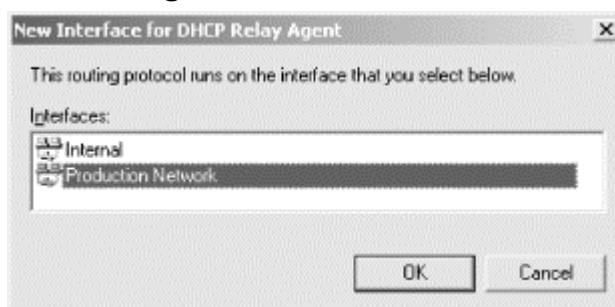 New Interface for DHCP Relay Agent
This routing protocol runs on the interface that you select below.
Interfaces:
Internal
Production Network
OK Cancel